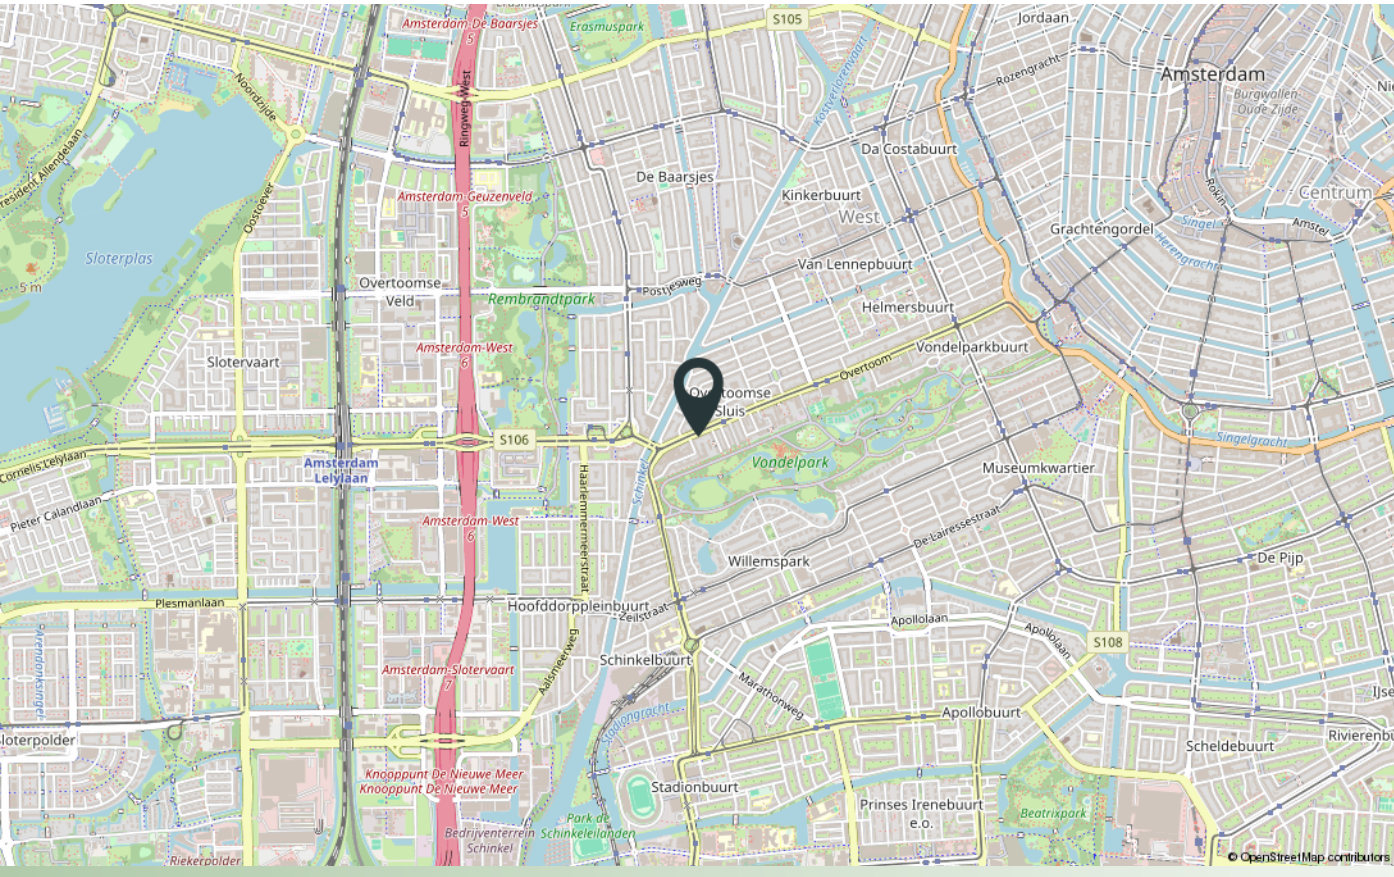 Erasmuspark
Amsterdam-De Baarsjes
5
Erasmuspark
S105
Jordaan
Rozengracht
Amsterdam
Burgwallen
Oude Zijde
Noordzijde
Ringweg-West
Kostverlorenvaart
Da Costabuurt
President Allendelaan
De Baarsjes
Kinkerbuurt
West
Rokin
Centrum
Amsterdam-Geuzenveld
5
Oostoever
Singel
Amstel
Grachtengordel
Herengracht
Sloterplas
5 m
Van Lennepbuurt
Overtoomse
Veld
Postjesweg
Rembrandtpark
Helmersbuurt
Amsterdam-West
6
Vondelparkbuurt
Slotervaart
Overtoom
Overtoomse
Sluis
S106
Singelgracht
Cornelis Lelylaan
Amsterdam
Lelylaan
Vondelpark
Museumkwartier
Schinkel
Haarlemmermeerstraat
Pieter Calandlaan
Amsterdam-West
6
De Lairessestraat
Willemspark
De Pijp
Plesmanlaan
Hoofddorppleinbuurt
Zeilstraat
Apollolaan
Apollolaan
S108
Arendonksingel
Aalsmeerweg
Schinkelbuurt
Amsterdam-Slotervaart
7
Marathonweg
Stadiongracht
Apollobuurt
Sloterpolder
Scheldebuurt
Knooppunt De Nieuwe Meer
Knooppunt De Nieuwe Meer
Stadionbuurt
Prinses Irenebuurt
e.o.
Beatrixpark
Park de
Schinkeleilanden
Bedrijventerrein
Schinkel
Riekerpolder
© OpenStreetMap contributors